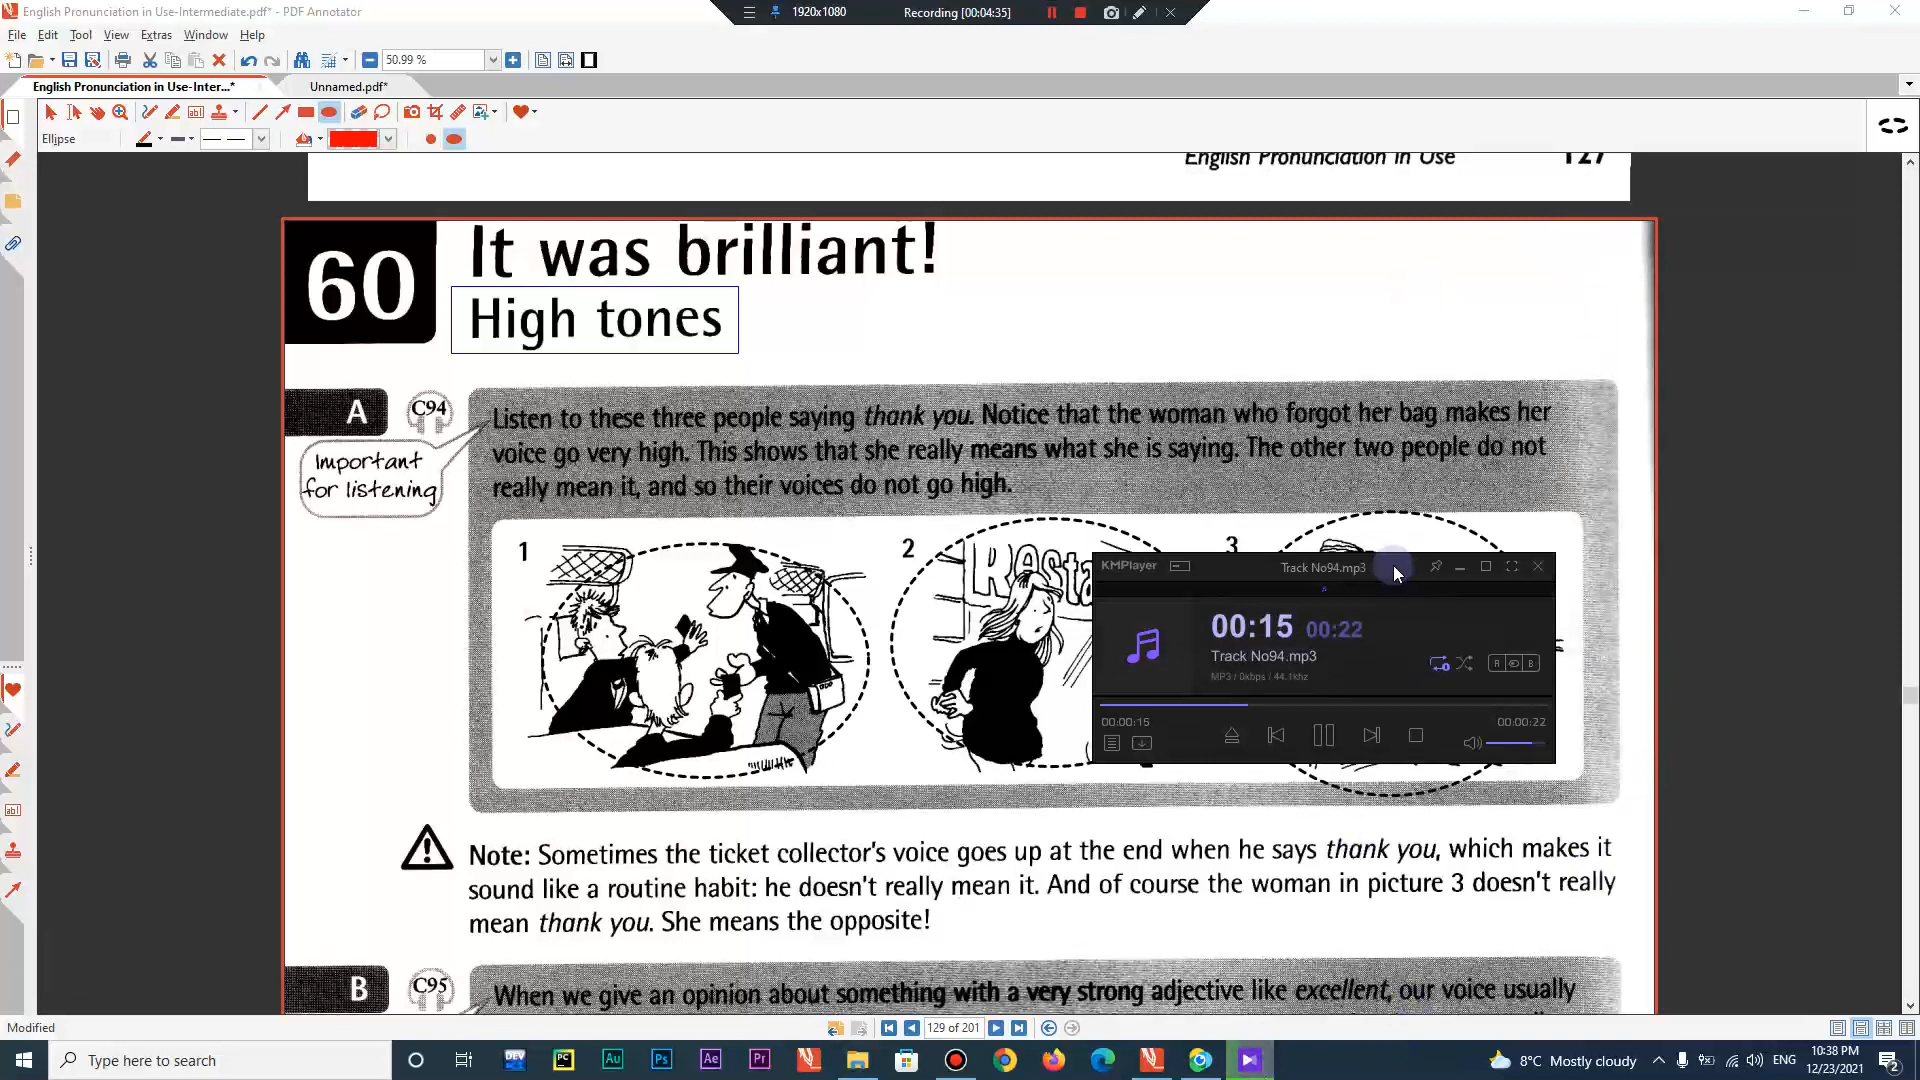 English Pronunciation in Use-Intermediate.pdf* - PDF Annotator
1920x1080
Recording [00:04:35]
File Edit Tool View Extras Window Help
50.99 %
English Pronunciation in Use-Inter...*
Unnamed.pdf*
Ellipse
English Pronunciation in Use 127
60
It was brilliant!
High tones
A
C94
Important
for listening
Listen to these three people saying thank you. Notice that the woman who forgot her bag makes her
voice go very high. This shows that she really means what she is saying. The other two people do not
really mean it, and so their voices do not go high.
1
2
3
Resta
KMPlayer
Track No94.mp3
00:15 00:22
Track No94.mp3
MP3 / 0kbps / 44.1khz
00:00:15
00:00:22
Note: Sometimes the ticket collector's voice goes up at the end when he says thank you, which makes it
sound like a routine habit: he doesn't really mean it. And of course the woman in picture 3 doesn't really
mean thank you. She means the opposite!
B
C95
When we give an opinion about something with a very strong adjective like excellent, our voice usually
Modified
129 of 201
Type here to search
8°C Mostly cloudy
ENG
10:38 PM
12/23/2021
2